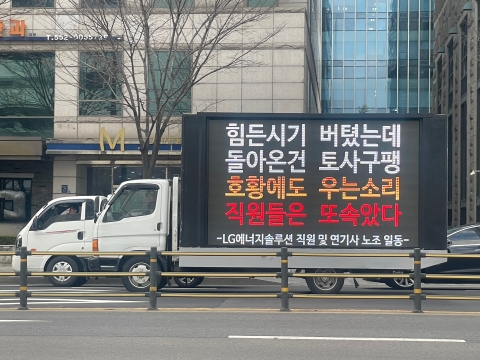 힘든시기 버텼는데
돌아온건 토사구팽
호황에도 우는소리
직원들은 또속았다
-LG에너지솔루션 직원 및 연기사 노조 일동-
M